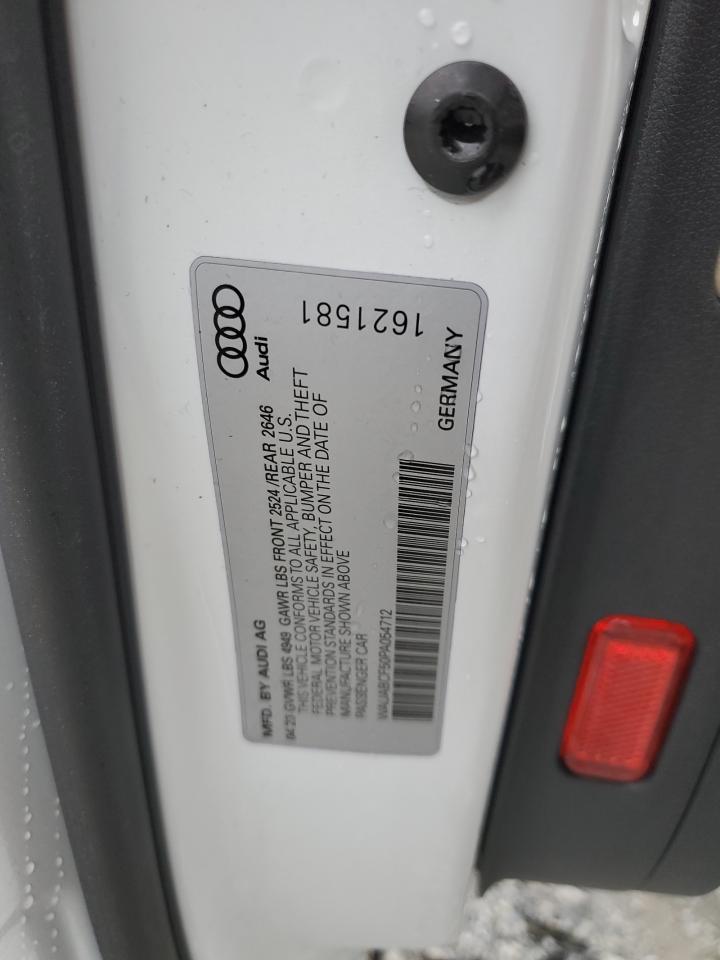 Audi
1621581
MFD. BY AUDI AG
04.23 GVWR LBS 4949 GAWR LBS FRONT 2524 /REAR 2646
THIS VEHICLE CONFORMS TO ALL APPLICABLE U.S.
FEDERAL MOTOR VEHICLE SAFETY, BUMPER AND THEFT
PREVENTION STANDARDS IN EFFECT ON THE DATE OF
MANUFACTURE SHOWN ABOVE
PASSENGER CAR
WAUABCF50PA054712
GERMANY